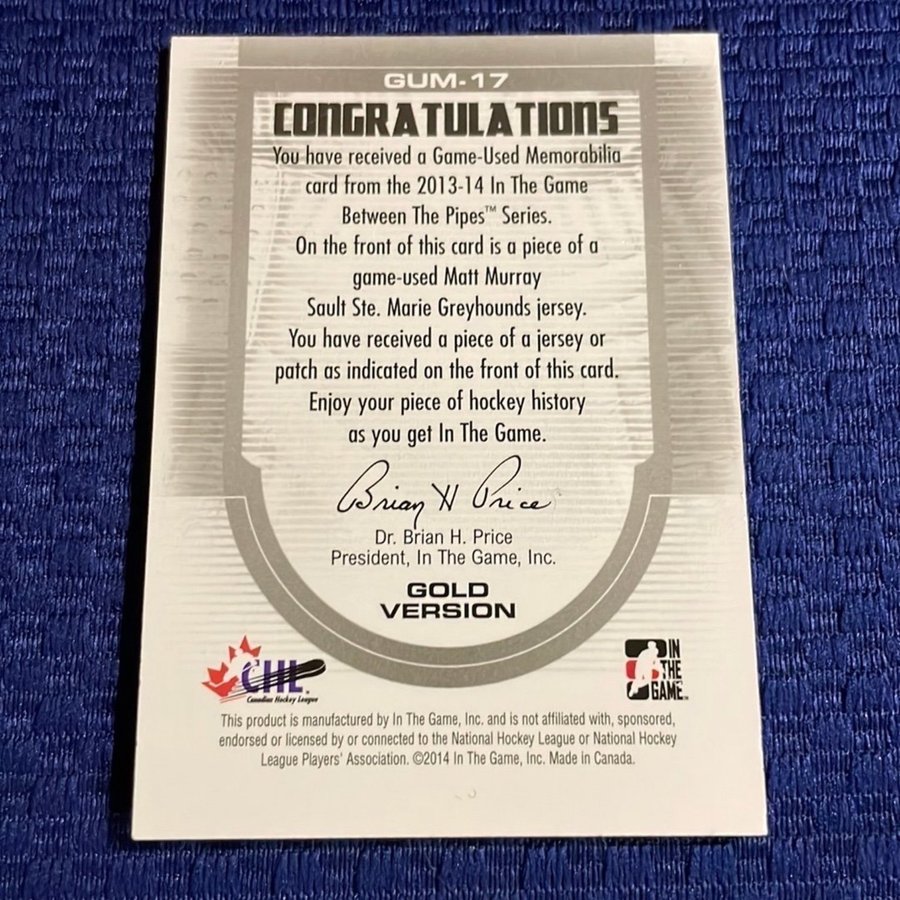 GUM-17
CONGRATULATIONS
You have received a Game-Used Memorabilia
card from the 2013-14 In The Game
Between The Pipes™ Series.
On the front of this card is a piece of a
game-used Matt Murray
Sault Ste. Marie Greyhounds jersey.
You have received a piece of a jersey or
patch as indicated on the front of this card.
Enjoy your piece of hockey history
as you get In The Game.
Brian H Price
Dr. Brian H. Price
President, In The Game, Inc.
GOLD
VERSION
CHL
Canadian Hockey League
IN
THE
GAME™
This product is manufactured by In The Game, Inc. and is not affiliated with, sponsored,
endorsed or licensed by or connected to the National Hockey League or National Hockey
League Players' Association. ©2014 In The Game, Inc. Made in Canada.